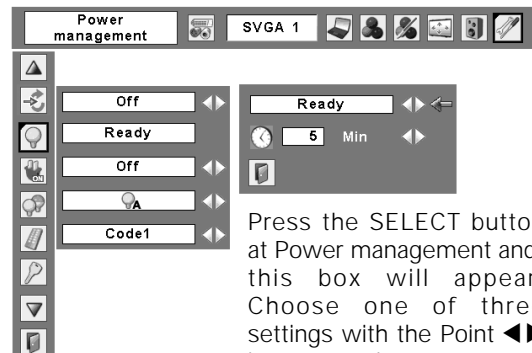 Power
management
SVGA 1
Off
Ready
Off
A
Code1
ON
Ready
5 Min
Press the SELECT butto
at Power management and
this box will appear
Choose one of thre
settings with the Point ◀▶